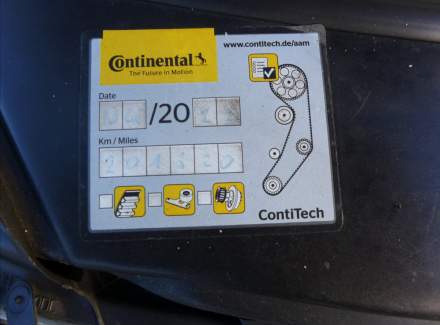 Continental
www.contitech.de/aam
The Future in Motion
Date
/20
Km / Miles
ContiTech